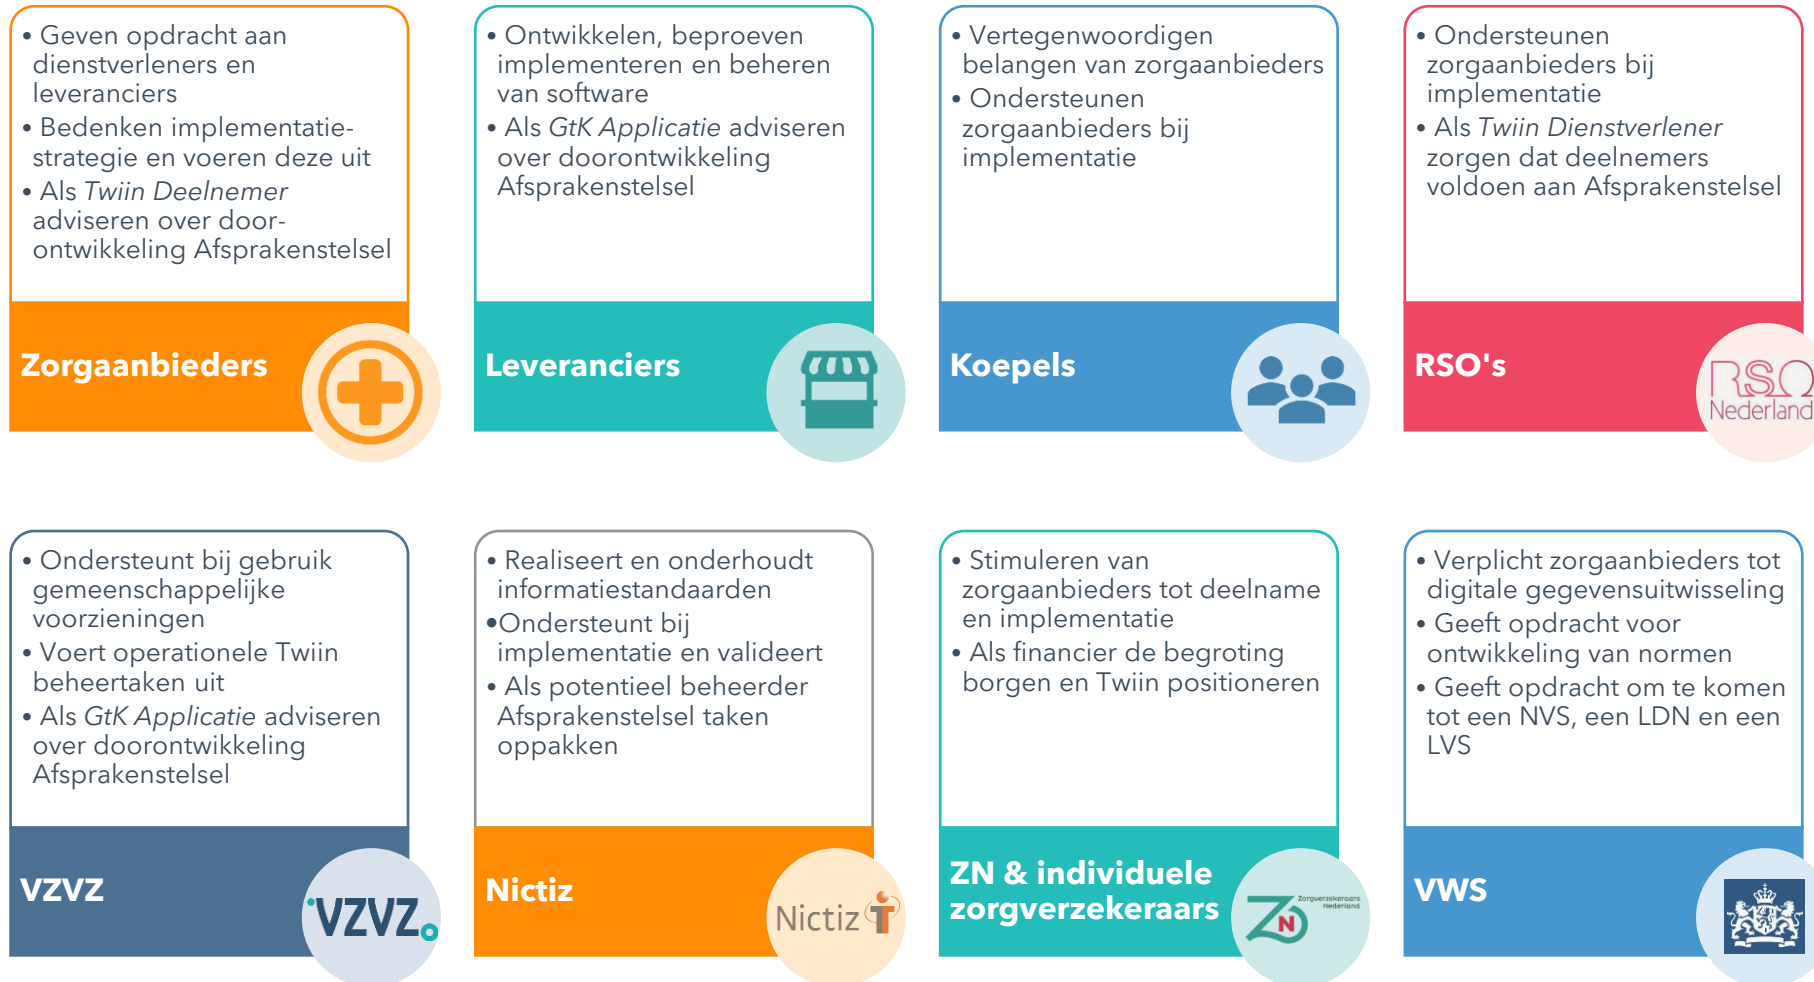 • Geven opdracht aan
dienstverleners en
leveranciers
• Bedenken implementatie-
strategie en voeren deze uit
• Als Twiin Deelnemer
adviseren over door-
ontwikkeling Afsprakenstelsel
Zorgaanbieders
• Ontwikkelen, beproeven
implementeren en beheren
van software
• Als GtK Applicatie adviseren
over doorontwikkeling
Afsprakenstelsel
Leveranciers
• Vertegenwoordigen
belangen van zorgaanbieders
• Ondersteunen
zorgaanbieders bij
implementatie
Koepels
• Ondersteunen
zorgaanbieders bij
implementatie
• Als Twiin Dienstverlener
zorgen dat deelnemers
voldoen aan Afsprakenstelsel
RSO's
RSO
Nederland
• Ondersteunt bij gebruik
gemeenschappelijke
voorzieningen
• Voert operationele Twiin
beheertaken uit
• Als GtK Applicatie adviseren
over doorontwikkeling
Afsprakenstelsel
VZVZ
VZVZ
• Realiseert en onderhoudt
informatiestandaarden
•Ondersteunt bij
implementatie en valideert
• Als potentieel beheerder
Afsprakenstelsel taken
oppakken
Nictiz
Nictiz
• Stimuleren van
zorgaanbieders tot deelname
en implementatie
• Als financier de begroting
borgen en Twiin positioneren
ZN & individuele
zorgverzekeraars
ZN
Zorgverzekeraars
Nederland
• Verplicht zorgaanbieders tot
digitale gegevensuitwisseling
• Geeft opdracht voor
ontwikkeling van normen
• Geeft opdracht om te komen
tot een NVS, een LDN en een
LVS
VWS